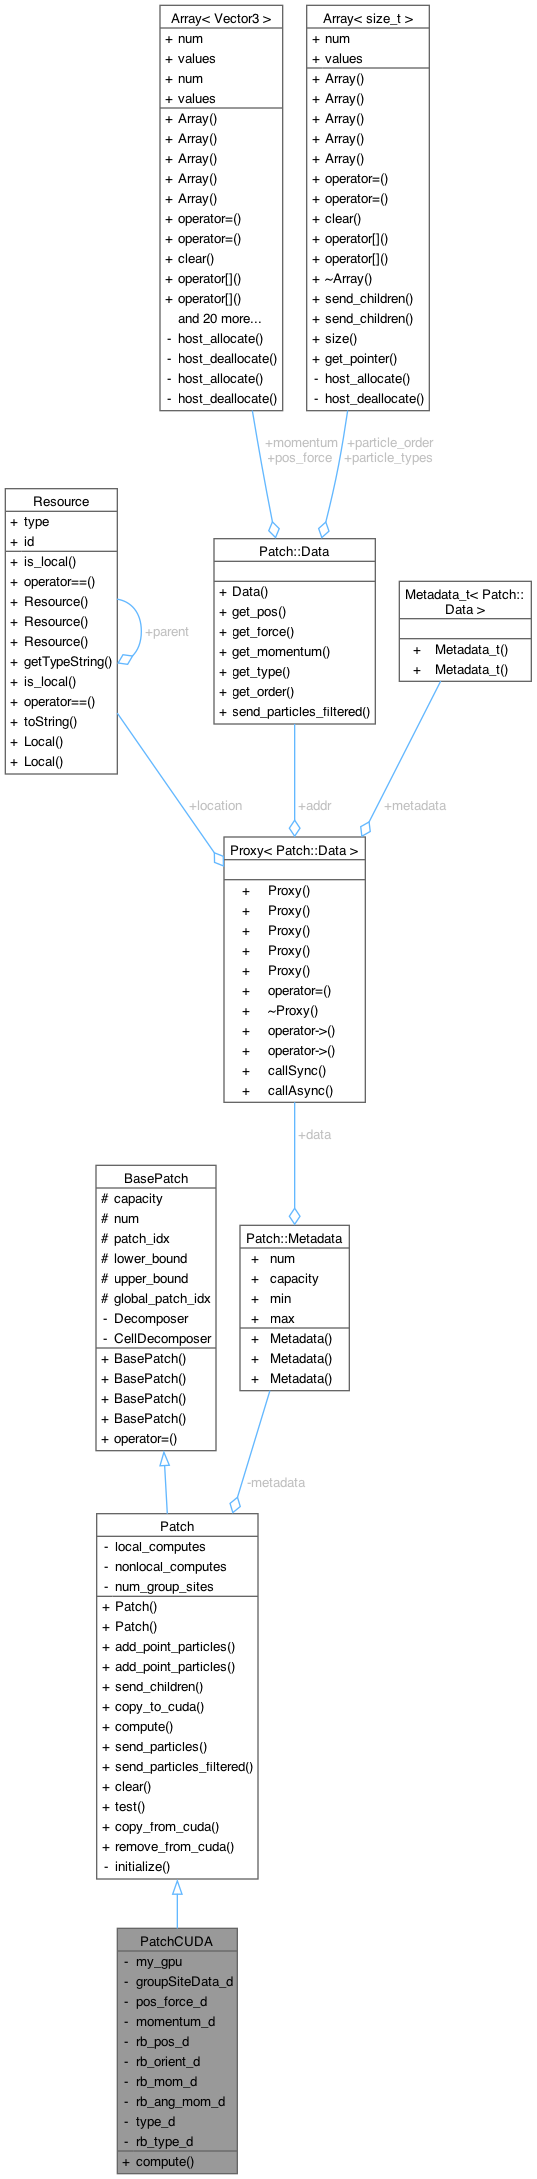 Array< Vector3 >
+ num
+ values
+ num
+ values
+ Array()
+ Array()
+ Array()
+ Array()
+ Array()
+ operator=()
+ operator=()
+ clear()
+ operator[]()
+ operator[]()
and 20 more...
- host_allocate()
- host_deallocate()
- host_allocate()
- host_deallocate()
Array< size_t >
+ num
+ values
+ Array()
+ Array()
+ Array()
+ Array()
+ Array()
+ operator=()
+ operator=()
+ clear()
+ operator[]()
+ operator[]()
+ ~Array()
+ send_children()
+ send_children()
+ size()
+ get_pointer()
- host_allocate()
- host_deallocate()
+momentum
+pos_force
+particle_order
+particle_types
Resource
+ type
+ id
+ is_local()
+ operator==()
+ Resource()
+ Resource()
+ Resource()
+ getTypeString()
+ is_local()
+ operator==()
+ toString()
+ Local()
+ Local()
+parent
Patch::Data
+ Data()
+ get_pos()
+ get_force()
+ get_momentum()
+ get_type()
+ get_order()
+ send_particles_filtered()
Metadata_t< Patch::
Data >
+ Metadata_t()
+ Metadata_t()
+location
+addr
+metadata
Proxy< Patch::Data >
+ Proxy()
+ Proxy()
+ Proxy()
+ Proxy()
+ Proxy()
+ operator=()
+ ~Proxy()
+ operator->()
+ operator->()
+ callSync()
+ callAsync()
+data
BasePatch
# capacity
# num
# patch_idx
# lower_bound
# upper_bound
# global_patch_idx
- Decomposer
- CellDecomposer
+ BasePatch()
+ BasePatch()
+ BasePatch()
+ BasePatch()
+ operator=()
Patch::Metadata
+ num
+ capacity
+ min
+ max
+ Metadata()
+ Metadata()
+ Metadata()
-metadata
Patch
- local_computes
- nonlocal_computes
- num_group_sites
+ Patch()
+ Patch()
+ add_point_particles()
+ add_point_particles()
+ send_children()
+ copy_to_cuda()
+ compute()
+ send_particles()
+ send_particles_filtered()
+ clear()
+ test()
+ copy_from_cuda()
+ remove_from_cuda()
- initialize()
PatchCUDA
- my_gpu
- groupSiteData_d
- pos_force_d
- momentum_d
- rb_pos_d
- rb_orient_d
- rb_mom_d
- rb_ang_mom_d
- type_d
- rb_type_d
+ compute()